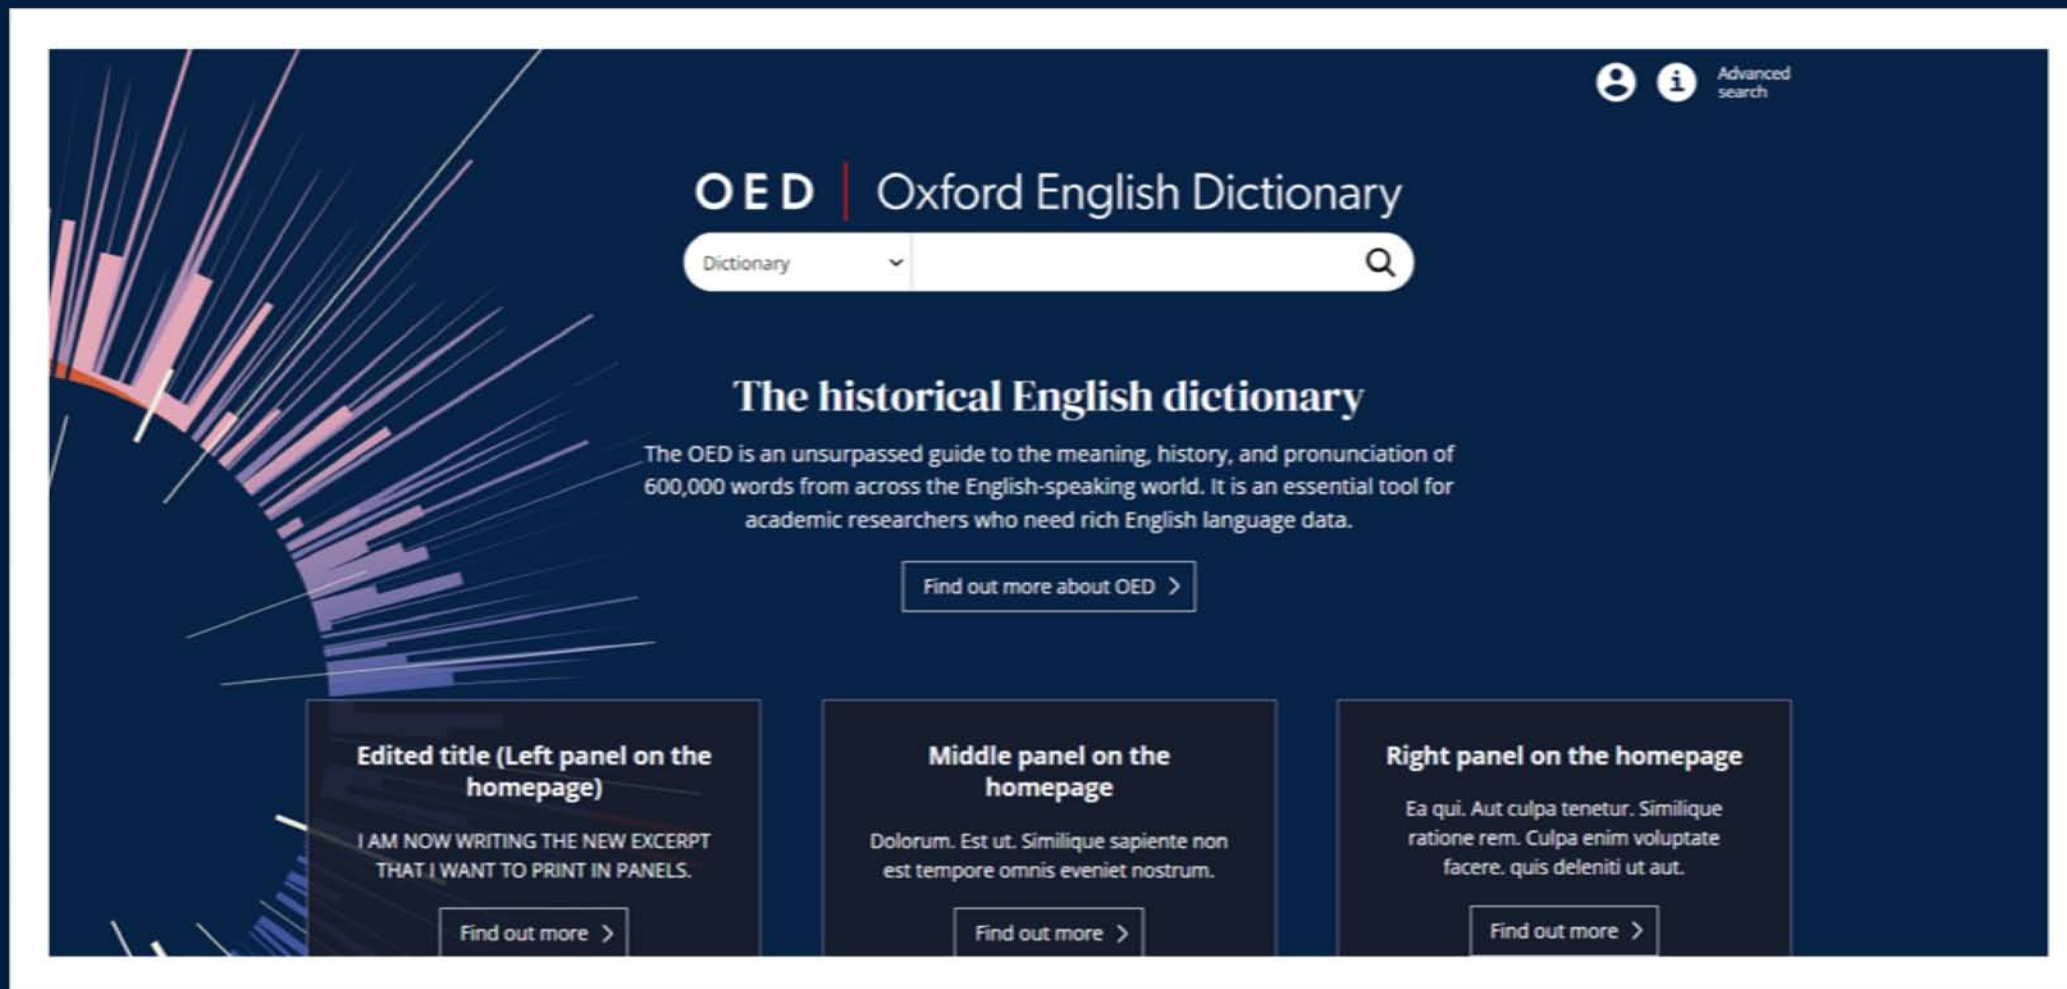 Advanced
search
OED | Oxford English Dictionary
Dictionary
The historical English dictionary
The OED is an unsurpassed guide to the meaning, history, and pronunciation of
600,000 words from across the English-speaking world. It is an essential tool for
academic researchers who need rich English language data.
Find out more about OED
Edited title (Left panel on the
homepage)
I AM NOW WRITING THE NEW EXCERPT
THAT I WANT TO PRINT IN PANELS.
Find out more
Middle panel on the
homepage
Dolorum. Est ut. Similique sapiente non
est tempore omnis eveniet nostrum.
Find out more
Right panel on the homepage
Ea qui. Aut culpa tenetur. Similique
ratione rem. Culpa enim voluptate
facere. quis deleniti ut aut.
Find out more